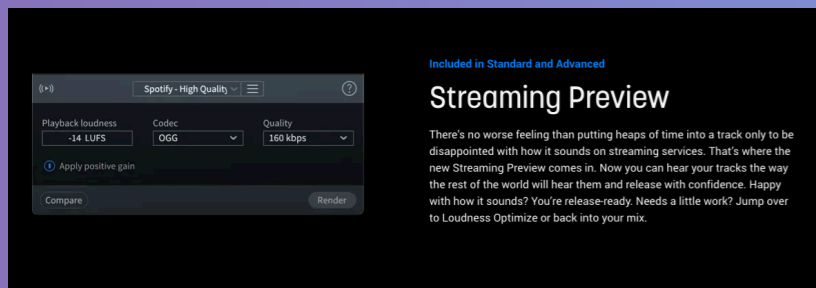 Spotify - High Quality
Playback loudness
Codec
Quality
-14 LUFS
OGG
160 kbps
Apply positive gain
Compare
Render
Included in Standard and Advanced
Streaming Preview
There's no worse feeling than putting heaps of time into a track only to be
disappointed with how it sounds on streaming services. That's where the
new Streaming Preview comes in. Now you can hear your tracks the way
the rest of the world will hear them and release with confidence. Happy
with how it sounds? You're release-ready. Needs a little work? Jump over
to Loudness Optimize or back into your mix.